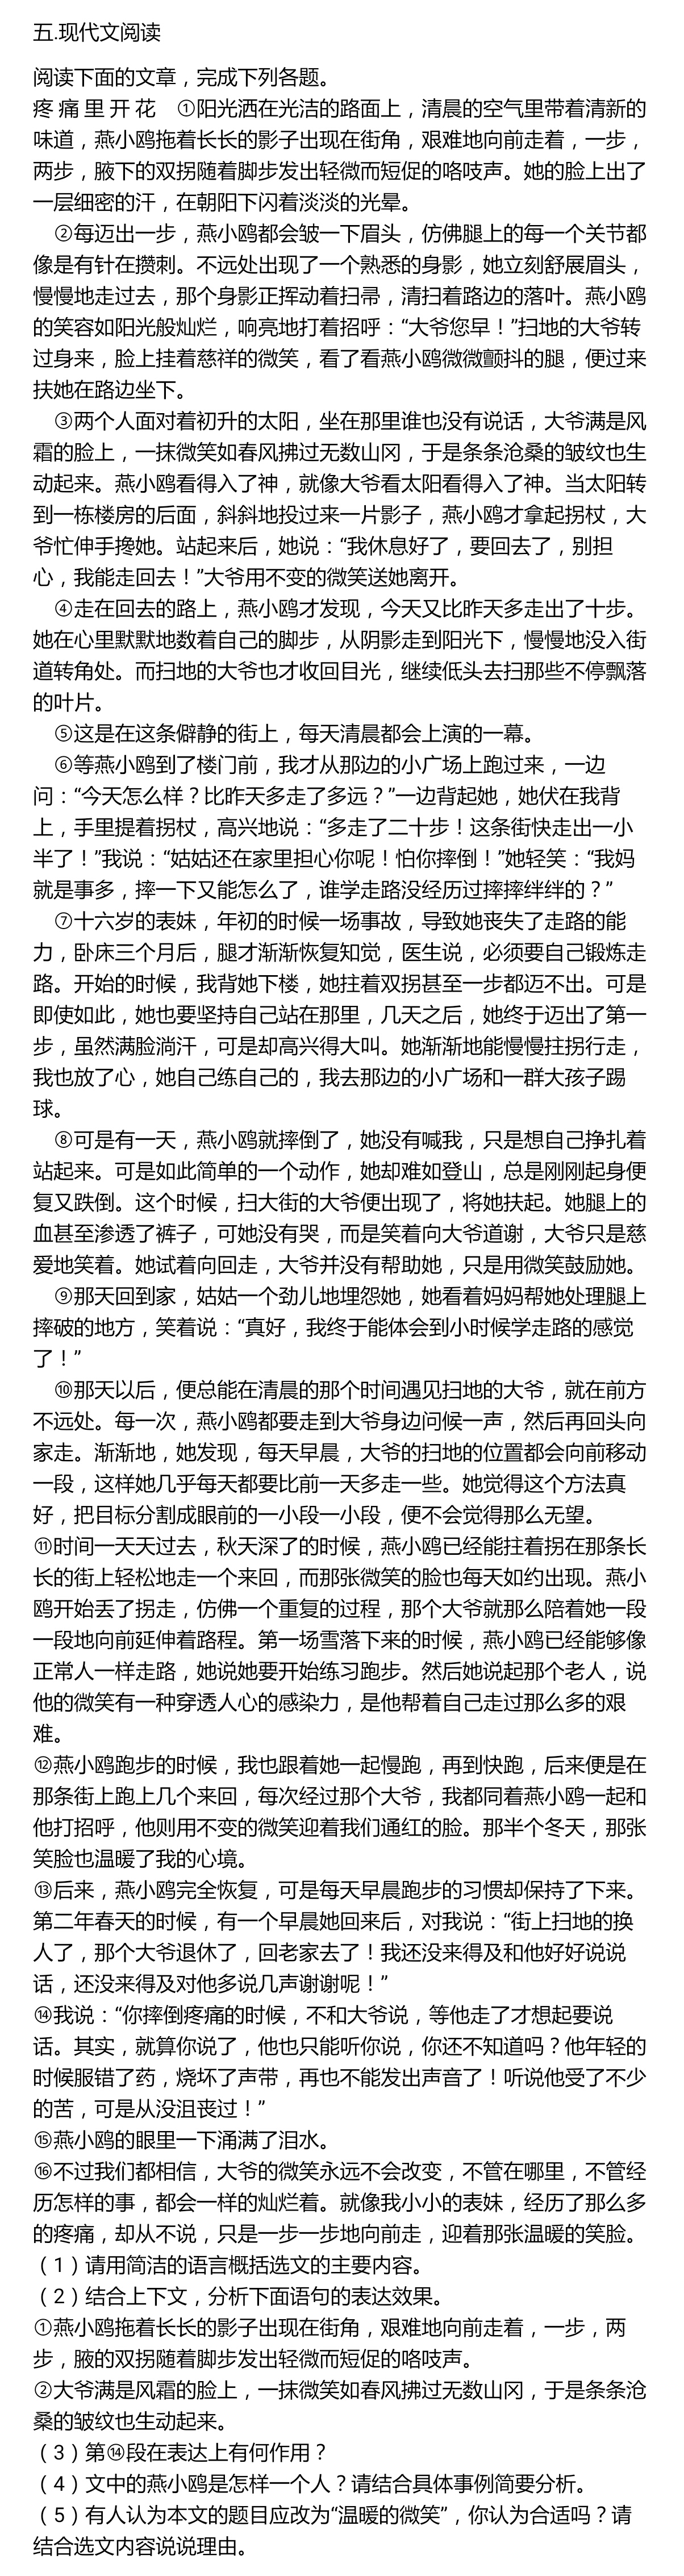 五.现代文阅读
阅读下面的文章，完成下列各题。
疼 痛 里 开 花　①阳光洒在光洁的路面上，清晨的空气里带着清新的
味道，燕小鸥拖着长长的影子出现在街角，艰难地向前走着，一步，
两步，腋下的双拐随着脚步发出轻微而短促的咯吱声。她的脸上出了
一层细密的汗，在朝阳下闪着淡淡的光晕。
②每迈出一步，燕小鸥都会皱一下眉头，仿佛腿上的每一个关节都
像是有针在攒刺。不远处出现了一个熟悉的身影，她立刻舒展眉头，
慢慢地走过去，那个身影正挥动着扫帚，清扫着路边的落叶。燕小鸥
的笑容如阳光般灿烂，响亮地打着招呼：“大爷您早！”扫地的大爷转
过身来，脸上挂着慈祥的微笑，看了看燕小鸥微微颤抖的腿，便过来
扶她在路边坐下。
③两个人面对着初升的太阳，坐在那里谁也没有说话，大爷满是风
霜的脸上，一抹微笑如春风拂过无数山冈，于是条条沧桑的皱纹也生
动起来。燕小鸥看得入了神，就像大爷看太阳看得入了神。当太阳转
到一栋楼房的后面，斜斜地投过来一片影子，燕小鸥才拿起拐杖，大
爷忙伸手搀她。站起来后，她说：“我休息好了，要回去了，别担
心，我能走回去！”大爷用不变的微笑送她离开。
④走在回去的路上，燕小鸥才发现，今天又比昨天多走出了十步。
她在心里默默地数着自己的脚步，从阴影走到阳光下，慢慢地没入街
道转角处。而扫地的大爷也才收回目光，继续低头去扫那些不停飘落
的叶片。
⑤这是在这条僻静的街上，每天清晨都会上演的一幕。
⑥等燕小鸥到了楼门前，我才从那边的小广场上跑过来，一边
问：“今天怎么样？比昨天多走了多远？”一边背起她，她伏在我背
上，手里提着拐杖，高兴地说：“多走了二十步！这条街快走出一小
半了！”我说：“姑姑还在家里担心你呢！怕你摔倒！”她轻笑：“我妈
就是事多，摔一下又能怎么了，谁学走路没经历过摔摔绊绊的？”
⑦十六岁的表妹，年初的时候一场事故，导致她丧失了走路的能
力，卧床三个月后，腿才渐渐恢复知觉，医生说，必须要自己锻炼走
路。开始的时候，我背她下楼，她拄着双拐甚至一步都迈不出。可是
即使如此，她也要坚持自己站在那里，几天之后，她终于迈出了第一
步，虽然满脸淌汗，可是却高兴得大叫。她渐渐地能慢慢拄拐行走，
我也放了心，她自己练自己的，我去那边的小广场和一群大孩子踢
球。
⑧可是有一天，燕小鸥就摔倒了，她没有喊我，只是想自己挣扎着
站起来。可是如此简单的一个动作，她却难如登山，总是刚刚起身便
复又跌倒。这个时候，扫大街的大爷便出现了，将她扶起。她腿上的
血甚至渗透了裤子，可她没有哭，而是笑着向大爷道谢，大爷只是慈
爱地笑着。她试着向回走，大爷并没有帮助她，只是用微笑鼓励她。
⑨那天回到家，姑姑一个劲儿地埋怨她，她看着妈妈帮她处理腿上
摔破的地方，笑着说：“真好，我终于能体会到小时候学走路的感觉
了！”
⑩那天以后，便总能在清晨的那个时间遇见扫地的大爷，就在前方
不远处。每一次，燕小鸥都要走到大爷身边问候一声，然后再回头向
家走。渐渐地，她发现，每天早晨，大爷的扫地的位置都会向前移动
一段，这样她几乎每天都要比前一天多走一些。她觉得这个方法真
好，把目标分割成眼前的一小段一小段，便不会觉得那么无望。
⑪时间一天天过去，秋天深了的时候，燕小鸥已经能拄着拐在那条长
长的街上轻松地走一个来回，而那张微笑的脸也每天如约出现。燕小
鸥开始丢了拐走，仿佛一个重复的过程，那个大爷就那么陪着她一段
一段地向前延伸着路程。第一场雪落下来的时候，燕小鸥已经能够像
正常人一样走路，她说她要开始练习跑步。然后她说起那个老人，说
他的微笑有一种穿透人心的感染力，是他帮着自己走过那么多的艰
难。
⑫燕小鸥跑步的时候，我也跟着她一起慢跑，再到快跑，后来便是在
那条街上跑上几个来回，每次经过那个大爷，我都同着燕小鸥一起和
他打招呼，他则用不变的微笑迎着我们通红的脸。那半个冬天，那张
笑脸也温暖了我的心境。
⑬后来，燕小鸥完全恢复，可是每天早晨跑步的习惯却保持了下来。
第二年春天的时候，有一个早晨她回来后，对我说：“街上扫地的换
人了，那个大爷退休了，回老家去了！我还没来得及和他好好说说
话，还没来得及对他多说几声谢谢呢！”
⑭我说：“你摔倒疼痛的时候，不和大爷说，等他走了才想起要说
话。其实，就算你说了，他也只能听你说，你还不知道吗？他年轻的
时候服错了药，烧坏了声带，再也不能发出声音了！听说他受了不少
的苦，可是从没沮丧过！”
⑮燕小鸥的眼里一下涌满了泪水。
⑯不过我们都相信，大爷的微笑永远不会改变，不管在哪里，不管经
历怎样的事，都会一样的灿烂着。就像我小小的表妹，经历了那么多
的疼痛，却从不说，只是一步一步地向前走，迎着那张温暖的笑脸。
（1）请用简洁的语言概括选文的主要内容。
（2）结合上下文，分析下面语句的表达效果。
①燕小鸥拖着长长的影子出现在街角，艰难地向前走着，一步，两
步，腋的双拐随着脚步发出轻微而短促的咯吱声。
②大爷满是风霜的脸上，一抹微笑如春风拂过无数山冈，于是条条沧
桑的皱纹也生动起来。
（3）第⑭段在表达上有何作用？
（4）文中的燕小鸥是怎样一个人？请结合具体事例简要分析。
（5）有人认为本文的题目应改为“温暖的微笑”，你认为合适吗？请
结合选文内容说说理由。